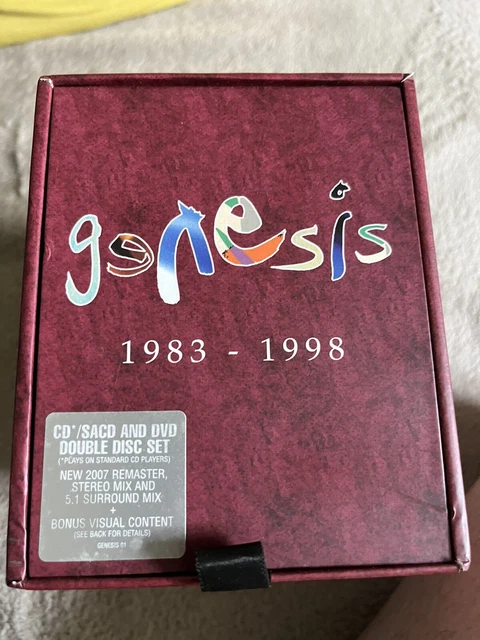 genesis
1983 - 1998
CD*/SACD AND DVD
DOUBLE DISC SET
(*PLAYS ON STANDARD CD PLAYERS)
NEW 2007 REMASTER,
STEREO MIX AND
5.1 SURROUND MIX
+
BONUS VISUAL CONTENT
(SEE BACK FOR DETAILS)